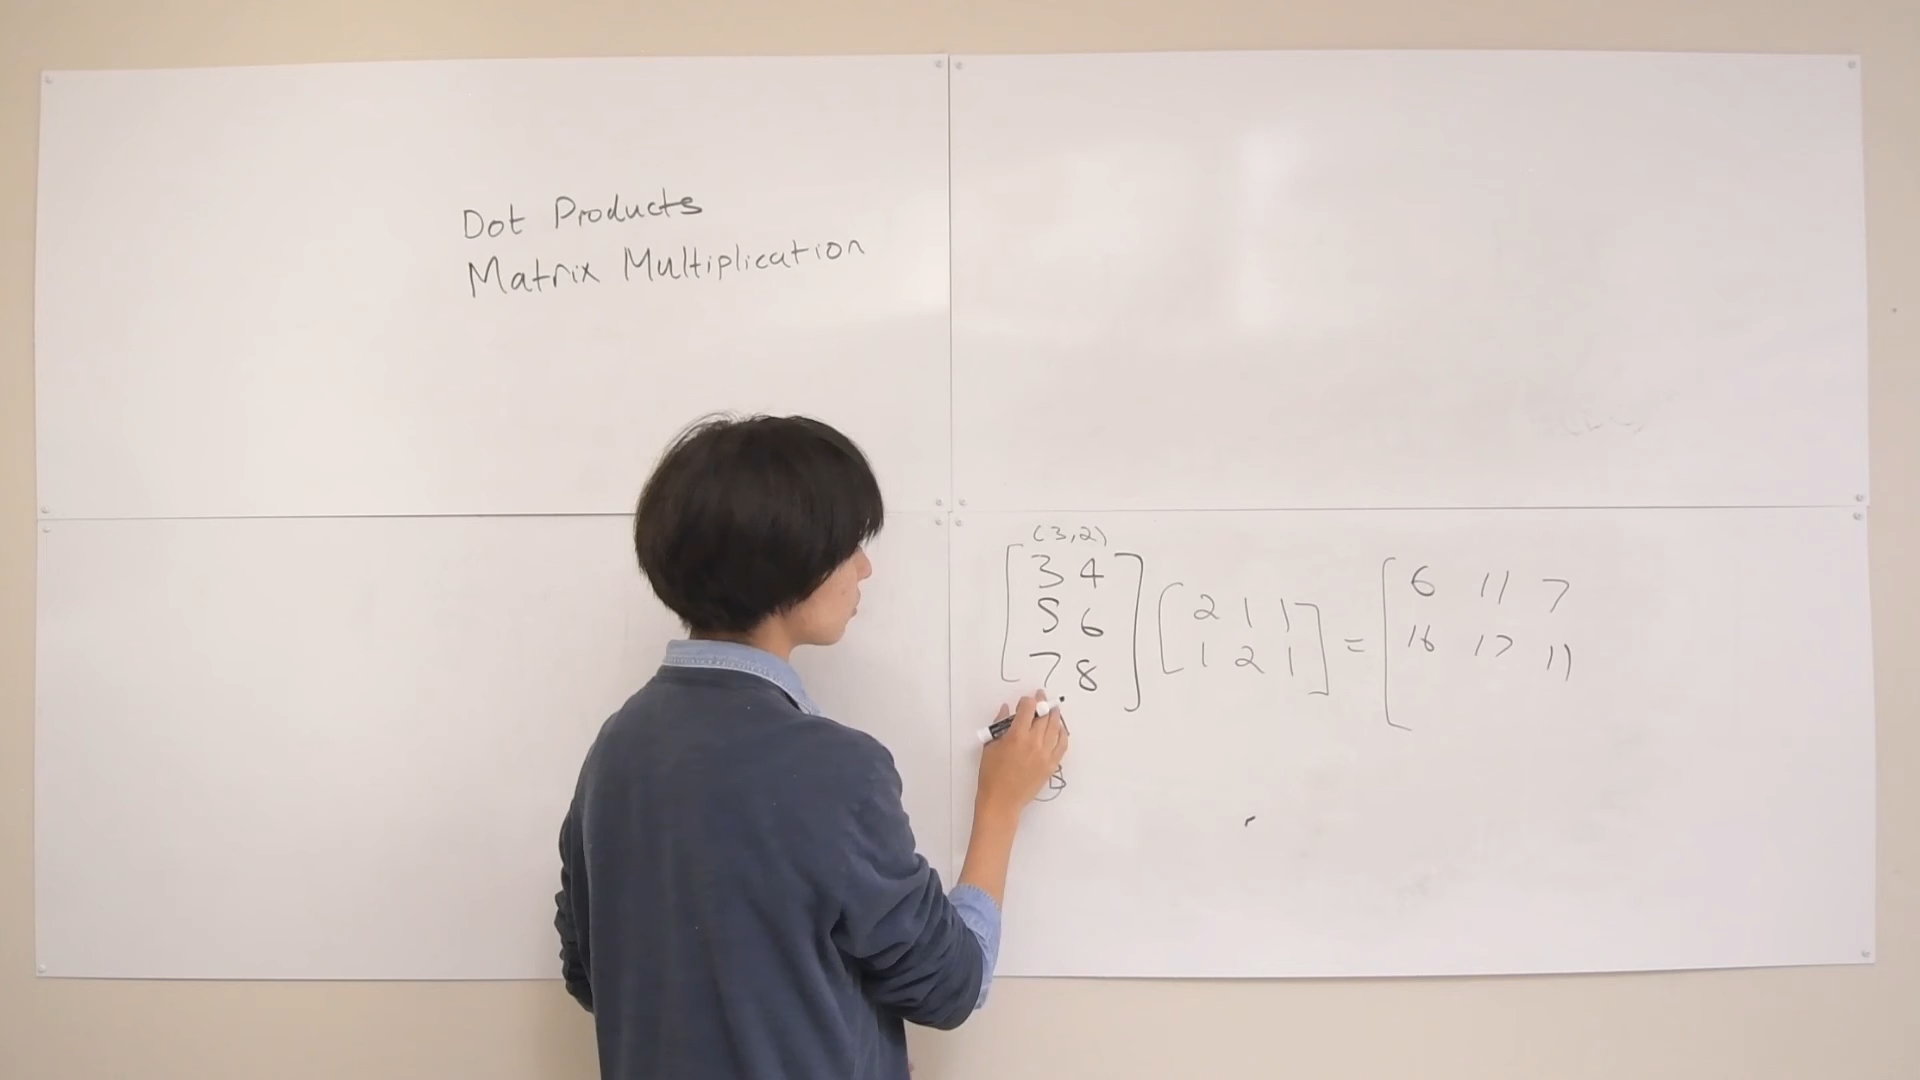 Dot Products
Matrix Multiplication
(3,2)
3 4
5 6
7 8
2 1 1
1 2 1
=
6 11 7
16 17 11